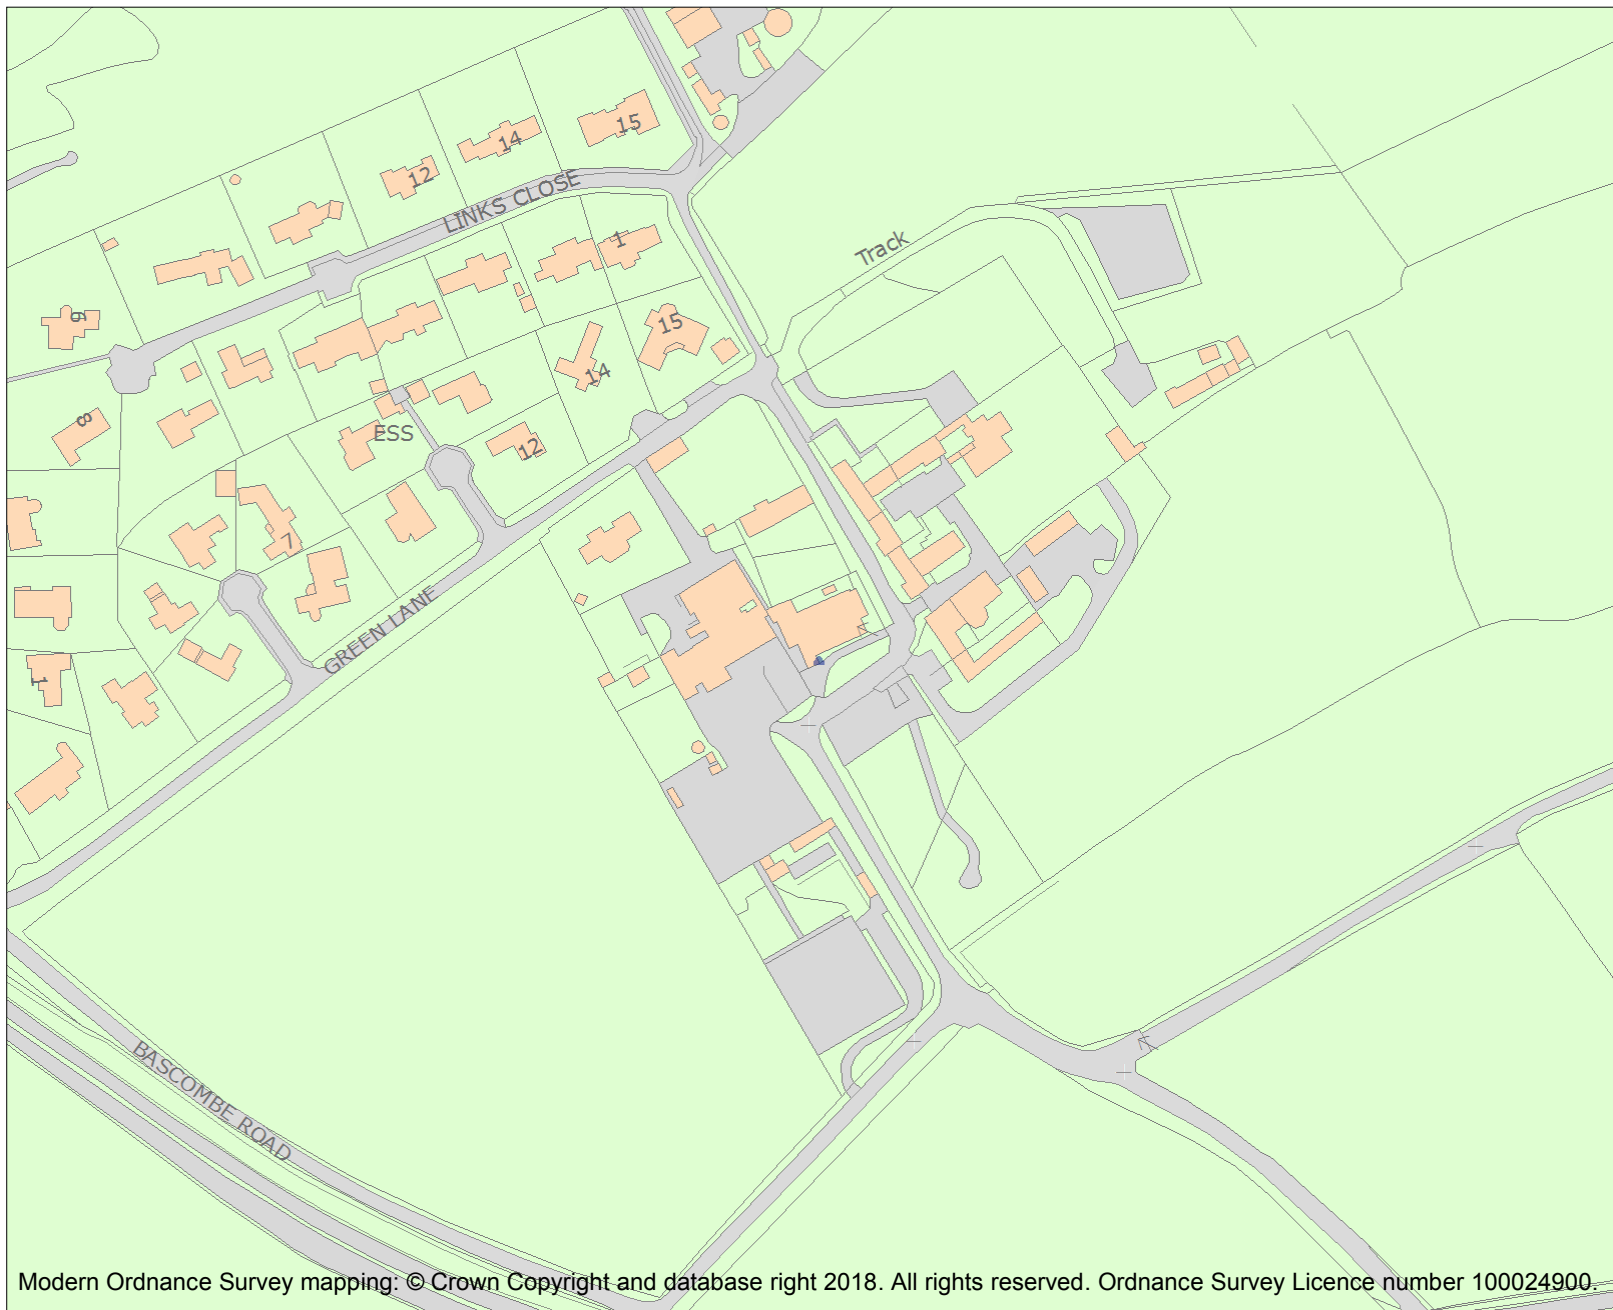 15
14
12
LINKS CLOSE
1
Track
15
9
14
8
ESS
12
7
GREEN LANE
1
BASCOMBE ROAD
Modern Ordnance Survey mapping: © Crown Copyright and database right 2018. All rights reserved. Ordnance Survey Licence number 100024900.